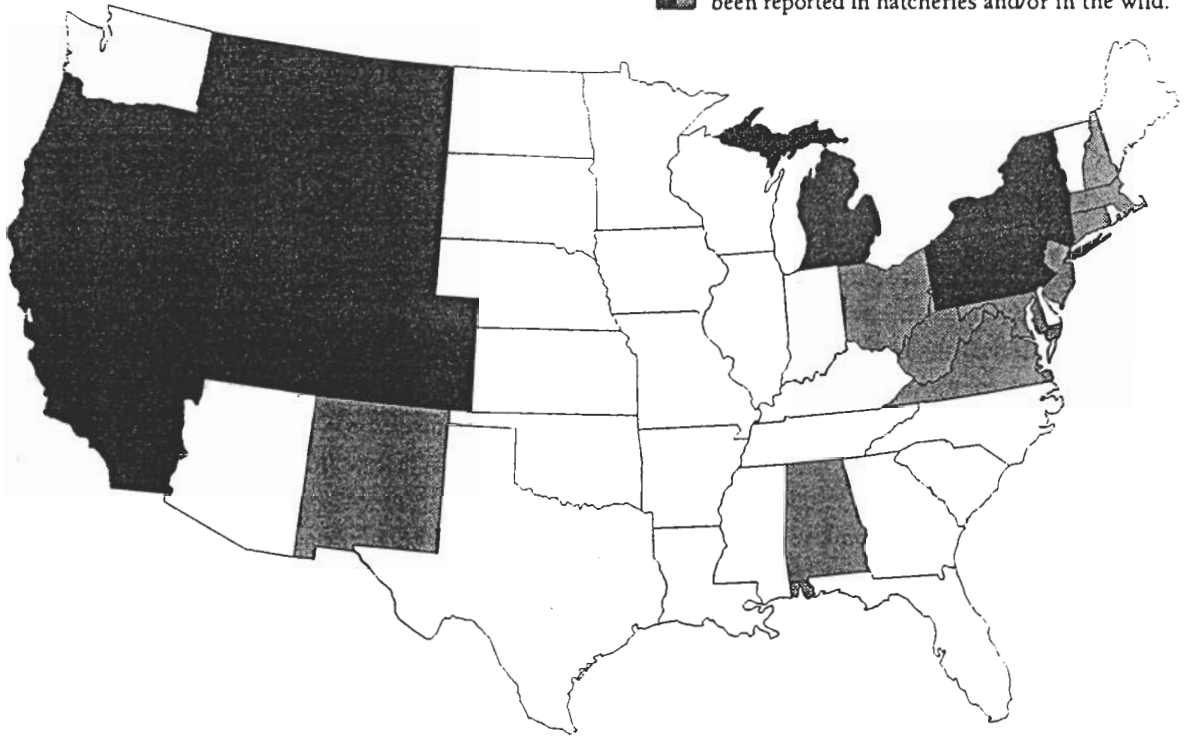 been reported in hatcheries and/or in the wild.